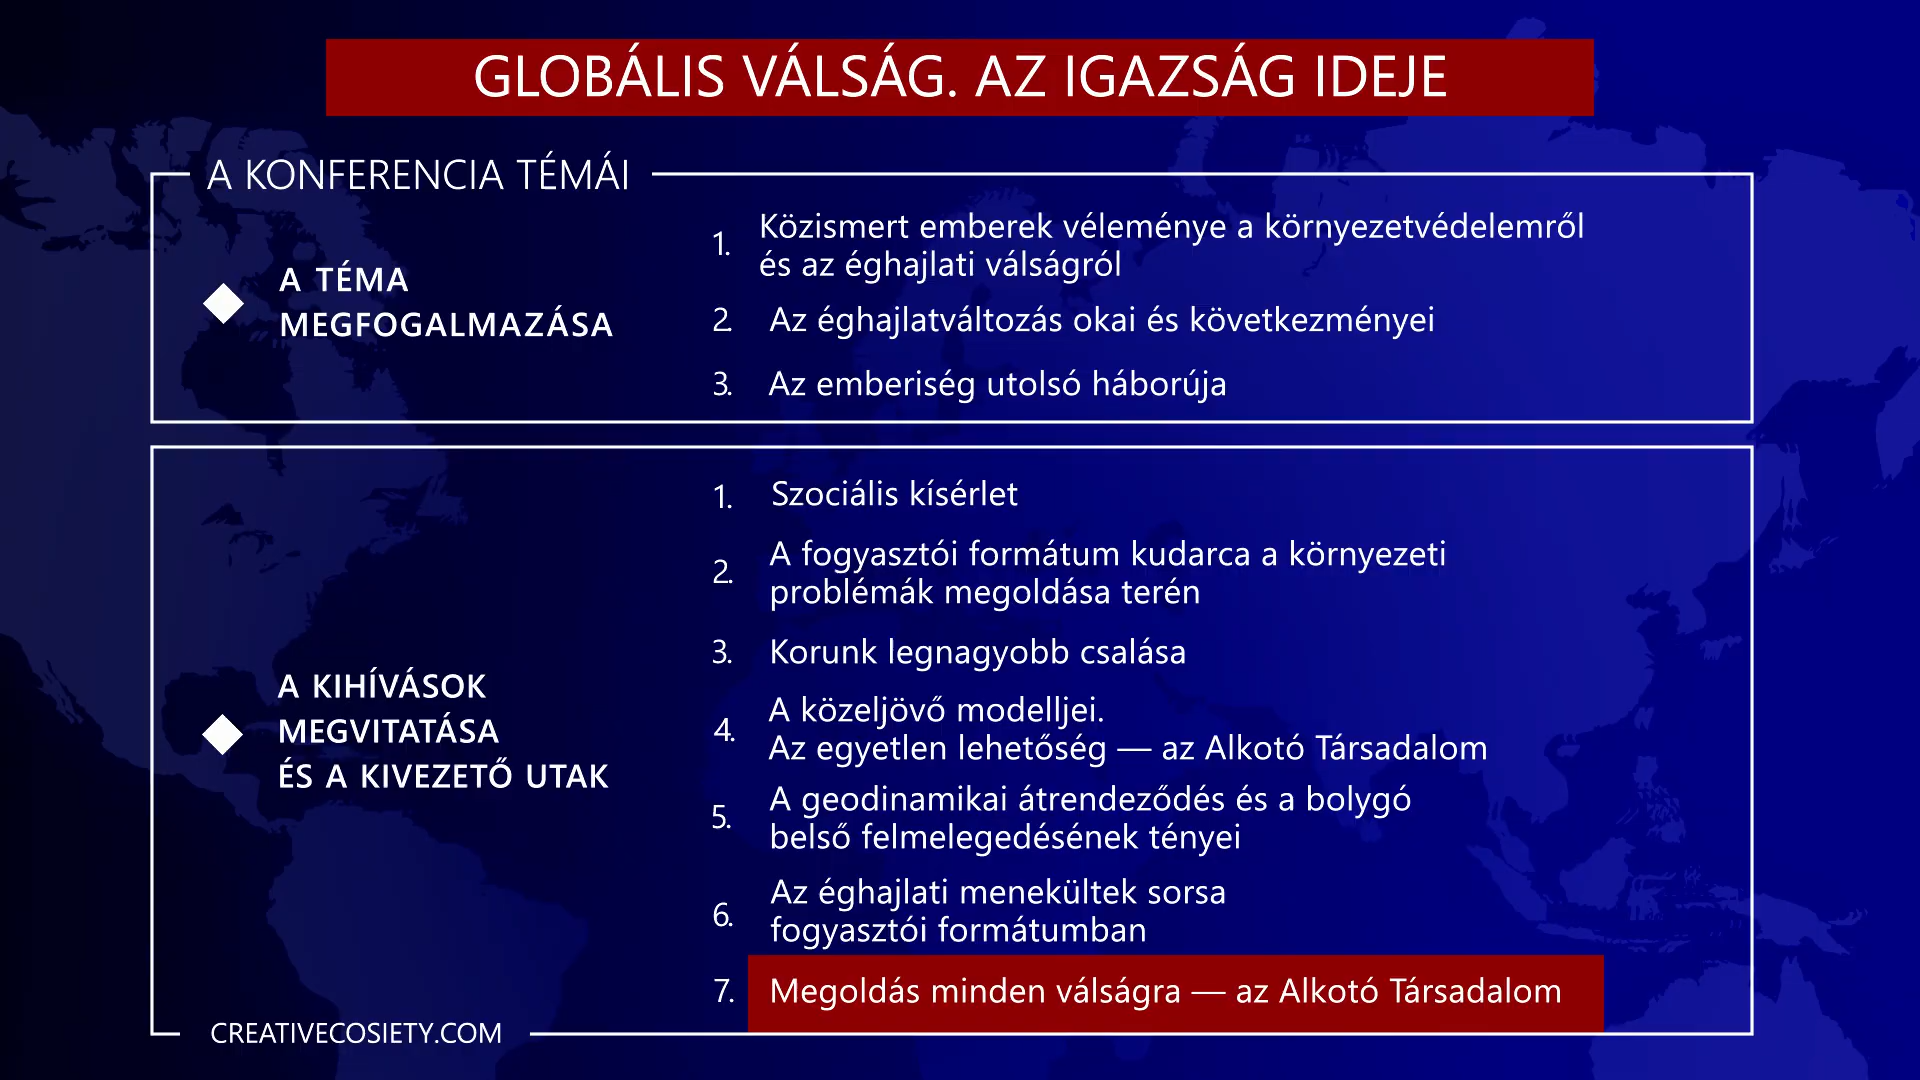 GLOBÁLIS VÁLSÁG. AZ IGAZSÁG IDEJE
A KONFERENCIA TÉMÁI
A TÉMA
MEGFOGALMAZÁSA
1. Közismert emberek véleménye a környezetvédelemről
és az éghajlati válságról
2. Az éghajlatváltozás okai és következményei
3. Az emberiség utolsó háborúja
A KIHÍVÁSOK
MEGVITATÁSA
ÉS A KIVEZETŐ UTAK
1. Szociális kísérlet
2. A fogyasztói formátum kudarca a környezeti
problémák megoldása terén
3. Korunk legnagyobb csalása
4. A közeljövő modelljei.
Az egyetlen lehetőség — az Alkotó Társadalom
5. A geodinamikai átrendeződés és a bolygó
belső felmelegedésének tényei
6. Az éghajlati menekültek sorsa
fogyasztói formátumban
7. Megoldás minden válságra — az Alkotó Társadalom
CREATIVECOSIETY.COM